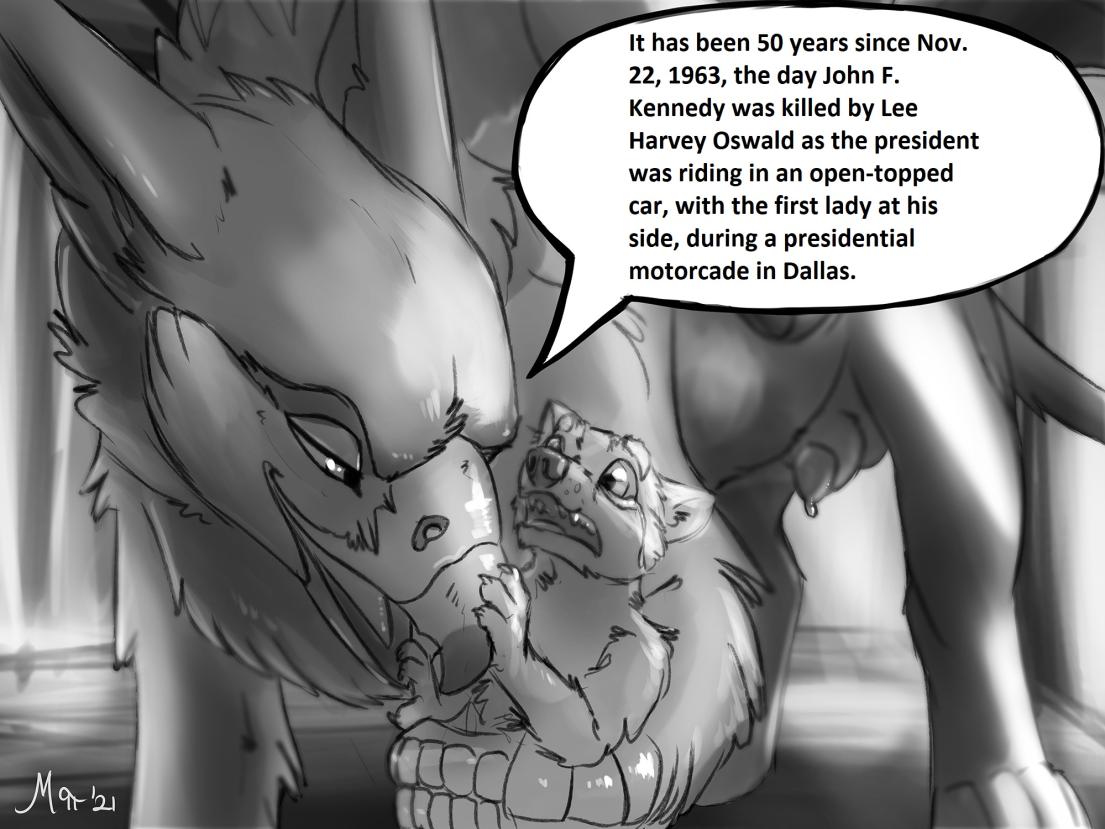 It has been 50 years since Nov.
22, 1963, the day John F.
Kennedy was killed by Lee
Harvey Oswald as the president
was riding in an open-topped
car, with the first lady at his
side, during a presidential
motorcade in Dallas.